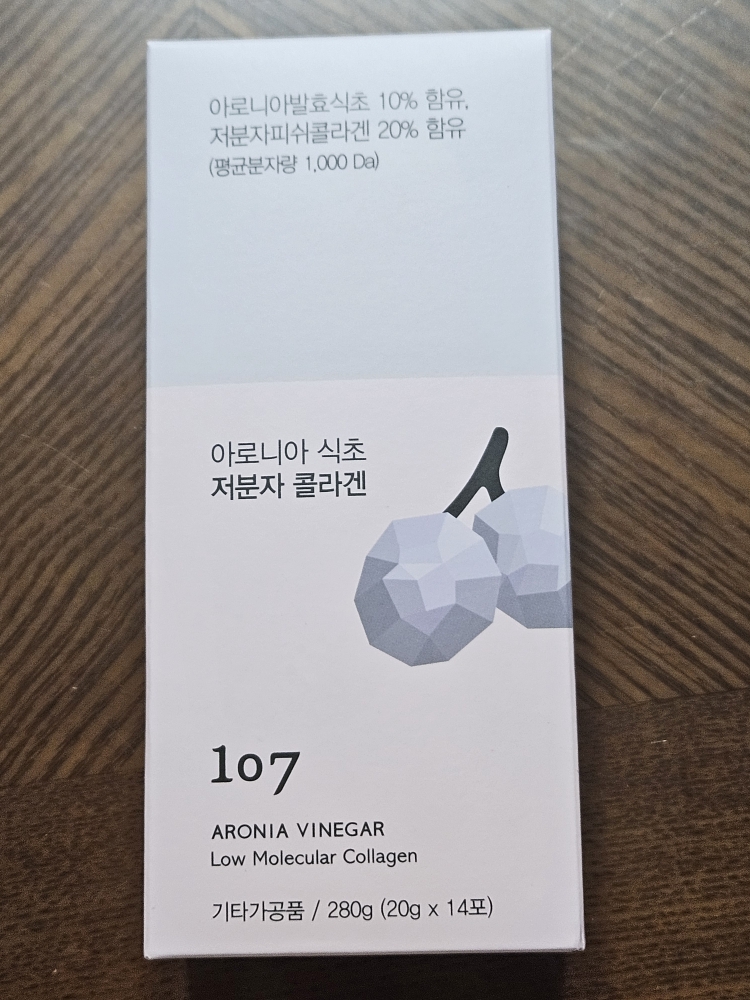 아로니아발효식초 10% 함유,
저분자피쉬콜라겐 20% 함유
(평균분자량 1,000 Da)
아로니아 식초
저분자 콜라겐
107
ARONIA VINEGAR
Low Molecular Collagen
기타가공품 / 280g (20g x 14포)